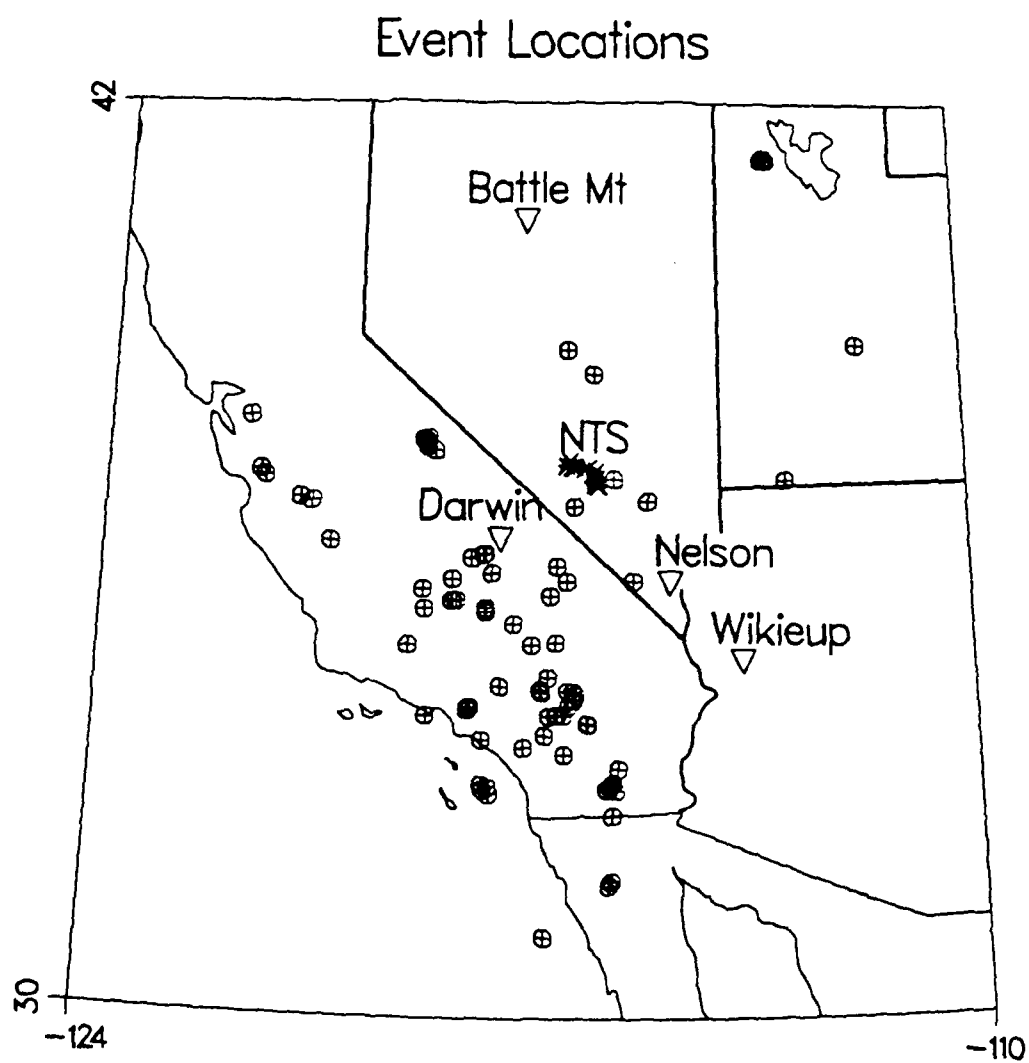 Event Locations
42
Battle Mt
NTS
Darwin
Nelson
Wikieup
30
-124
-110